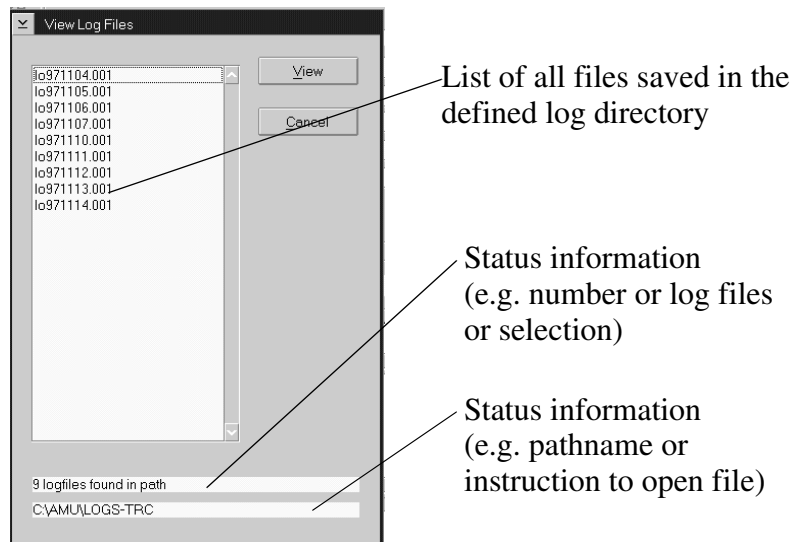 View Log Files
lo971104.001
lo971105.001
lo971106.001
lo971107.001
lo971110.001
lo971111.001
lo971112.001
lo971113.001
lo971114.001
View
Cancel
9 logfiles found in path
C:\AMU\LOGS-TRC
List of all files saved in the
defined log directory
Status information
(e.g. number or log files
or selection)
Status information
(e.g. pathname or
instruction to open file)